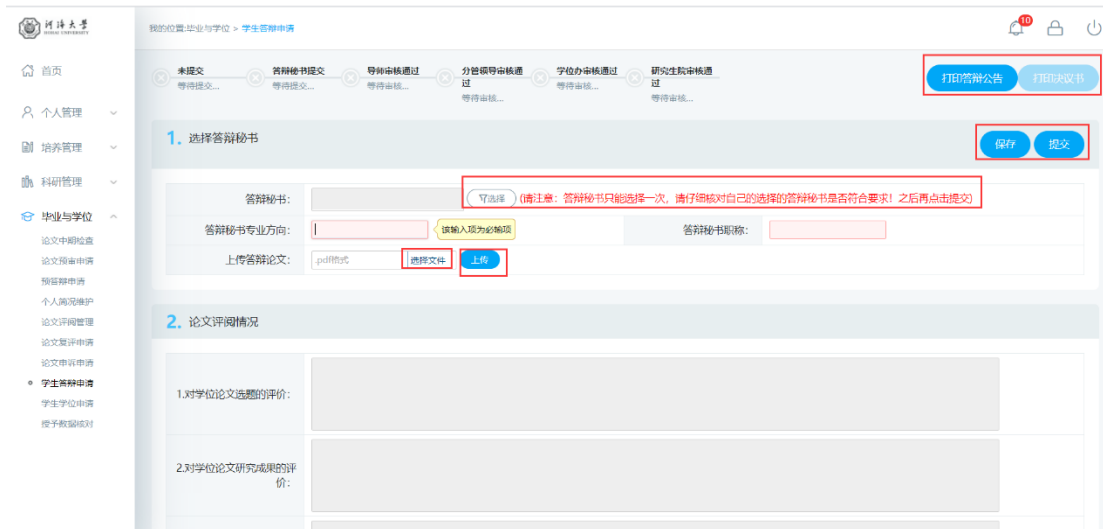 河海大学
HOHAI UNIVERSITY
我的位置:毕业与学位 > 学生答辩申请
10
首页
个人管理
培养管理
科研管理
毕业与学位
论文中期检查
论文预审申请
预答辩申请
个人简况维护
论文评阅管理
论文复评申请
论文申诉申请
学生答辩申请
学生学位申请
授予数据核对
未提交
等待提交...
答辩秘书提交
等待提交...
导师审核通过
等待审核...
分管领导审核通
过
等待审核...
学位办审核通过
等待审核...
研究生院审核通
过
等待审核...
打印答辩公告
打印决议书
1. 选择答辩秘书
保存
提交
答辩秘书:
选择
(请注意：答辩秘书只能选择一次，请仔细核对自己的选择的答辩秘书是否符合要求！之后再点击提交)
答辩秘书专业方向:
该输入项为必输项
答辩秘书职称:
上传答辩论文:
.pdf格式
选择文件
上传
2. 论文评阅情况
1.对学位论文选题的评价:
2.对学位论文研究成果的评
价: